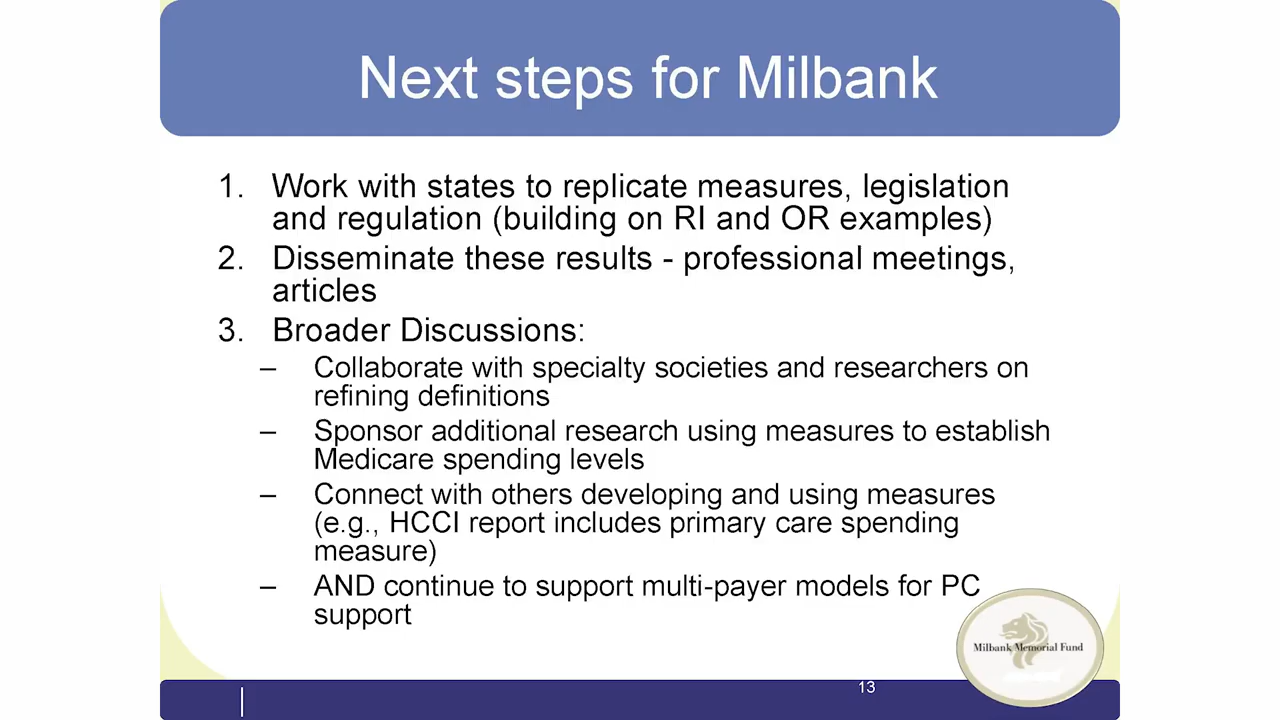 Next steps for Milbank
1. Work with states to replicate measures, legislation
and regulation (building on RI and OR examples)
2. Disseminate these results - professional meetings,
articles
3. Broader Discussions:
– Collaborate with specialty societies and researchers on
refining definitions
– Sponsor additional research using measures to establish
Medicare spending levels
– Connect with others developing and using measures
(e.g., HCCI report includes primary care spending
measure)
– AND continue to support multi-payer models for PC
support
Milbank Memorial Fund
13